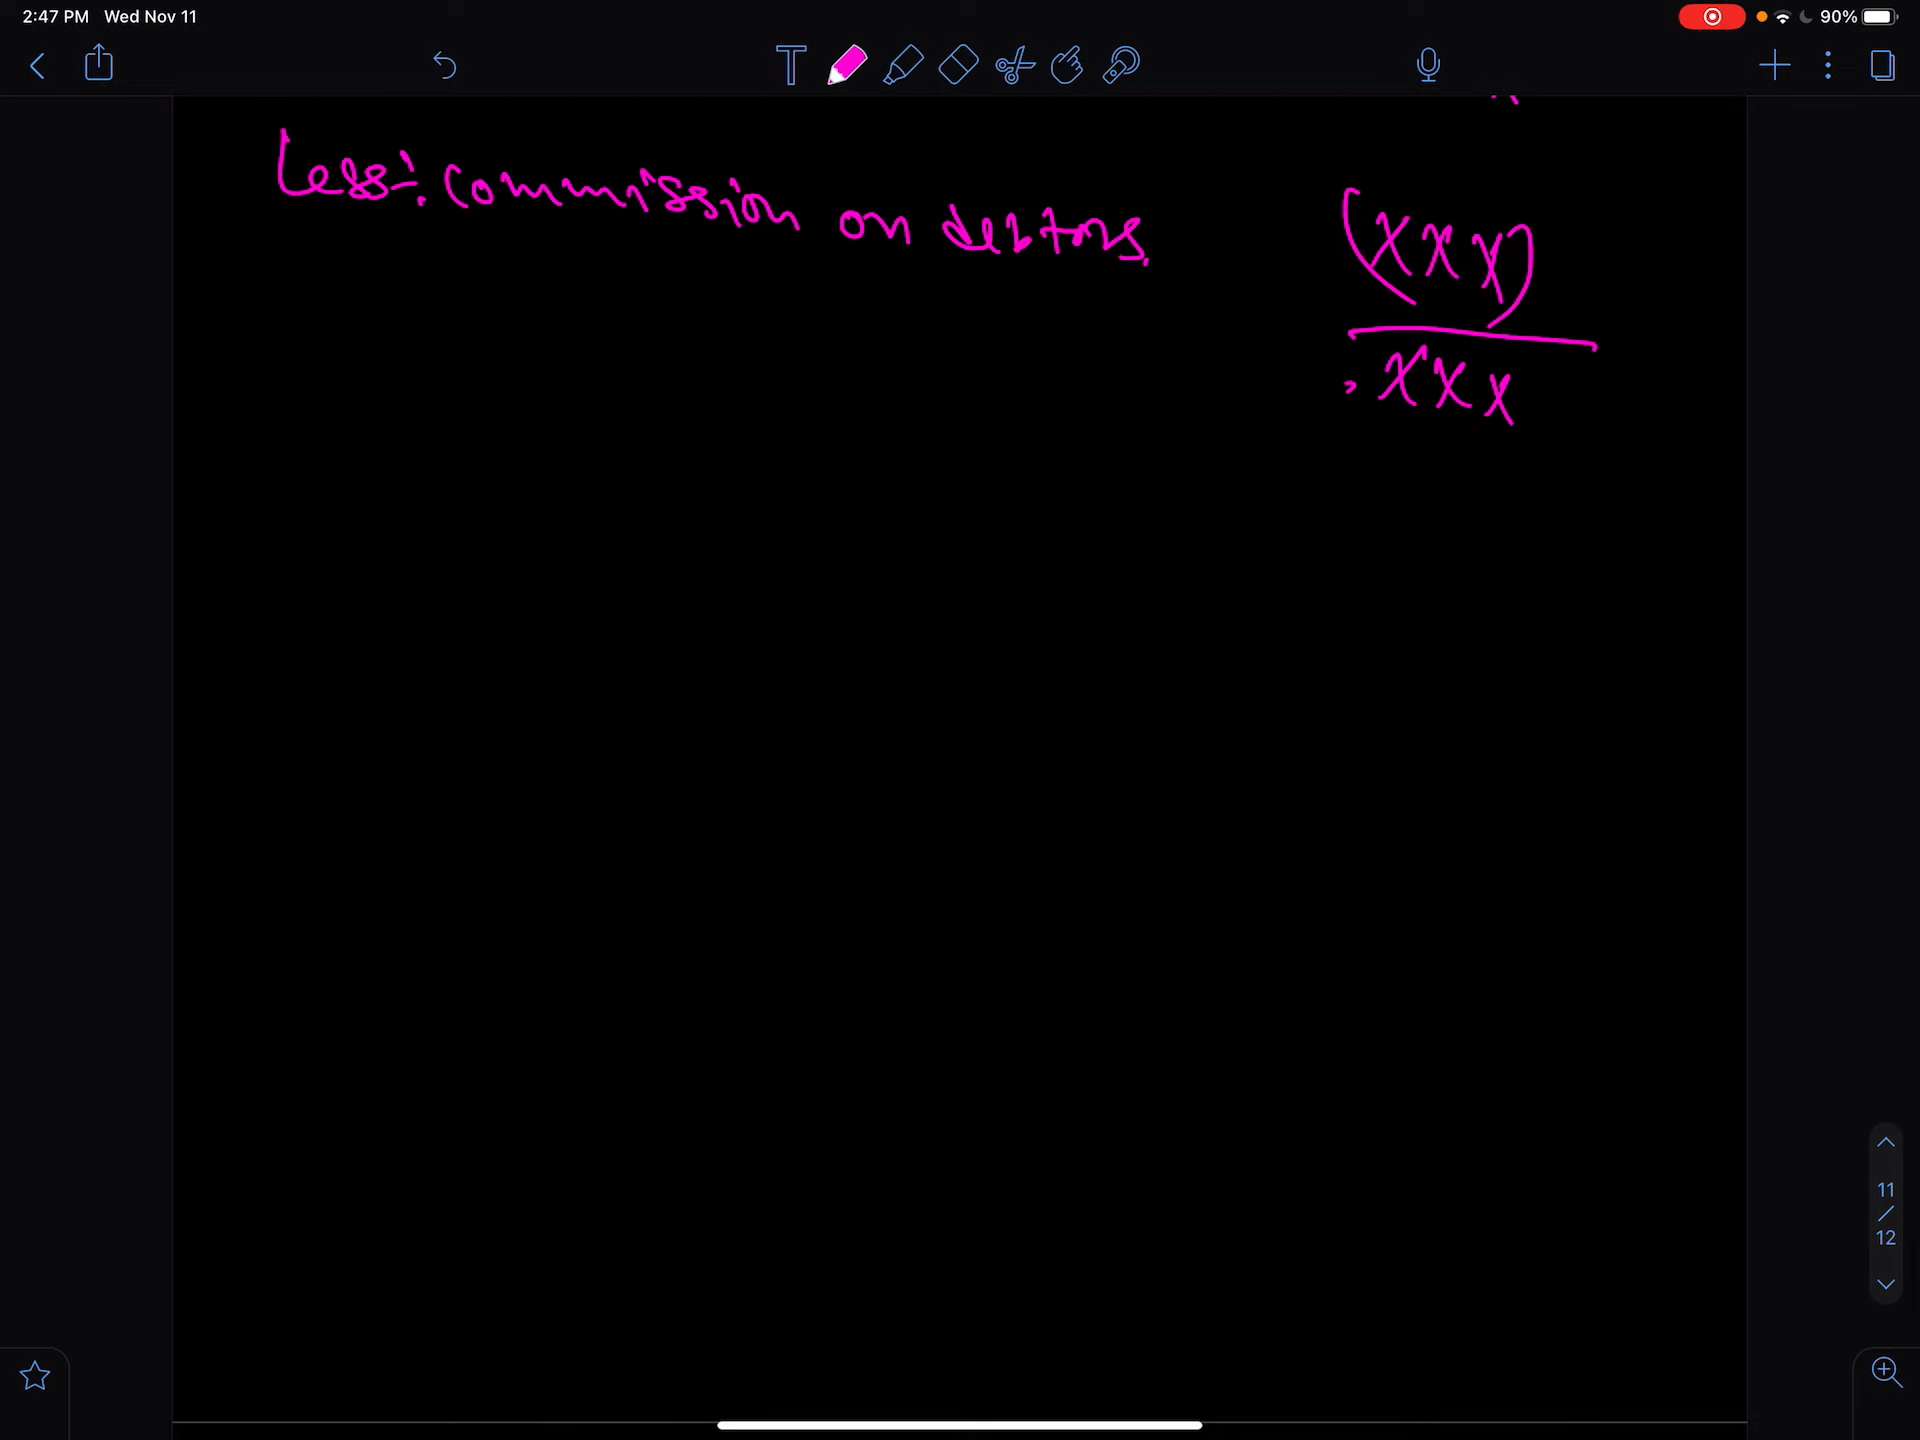 2:47 PM Wed Nov 11
90%
T
Less:- Commission on debtors.
(xxx)
xxx
11
/
12